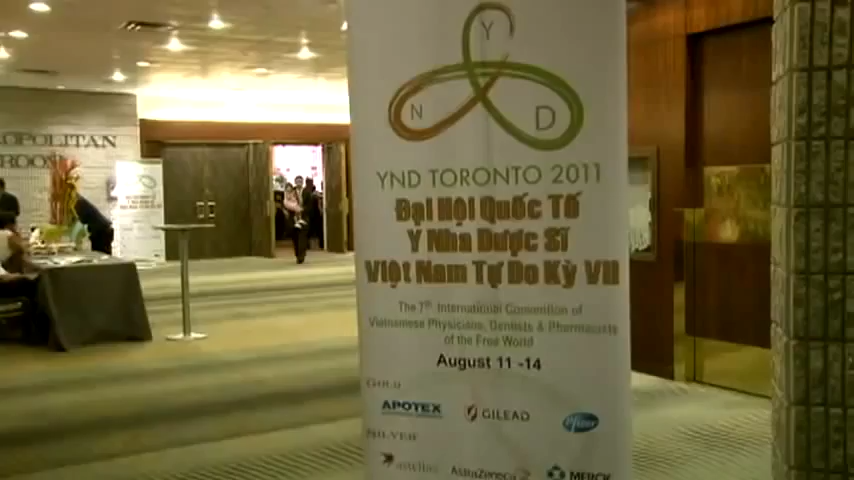 Y
N D
YND TORONTO 2011
Đại Hội Quốc Tế
Y Nha Dược Sĩ
Việt Nam Tự Do Kỳ VII
The 7th International Convention of
Vietnamese Physicians, Dentists & Pharmacists
of the Free World
August 11 - 14
GOLD
APOTEX
GILEAD
Pfizer
SILVER
astellas
AstraZeneca
MERCK
OPOLITAN
ROOM